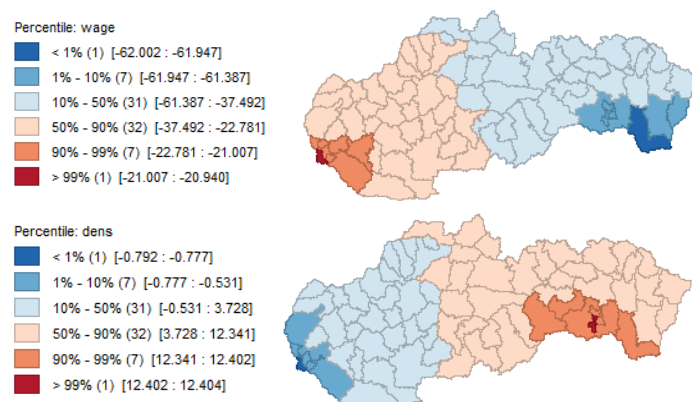 Percentile: wage
< 1% (1) [-62.002 : -61.947]
1% - 10% (7) [-61.947 : -61.387]
10% - 50% (31) [-61.387 : -37.492]
50% - 90% (32) [-37.492 : -22.781]
90% - 99% (7) [-22.781 : -21.007]
> 99% (1) [-21.007 : -20.940]
Percentile: dens
< 1% (1) [-0.792 : -0.777]
1% - 10% (7) [-0.777 : -0.531]
10% - 50% (31) [-0.531 : 3.728]
50% - 90% (32) [3.728 : 12.341]
90% - 99% (7) [12.341 : 12.402]
> 99% (1) [12.402 : 12.404]